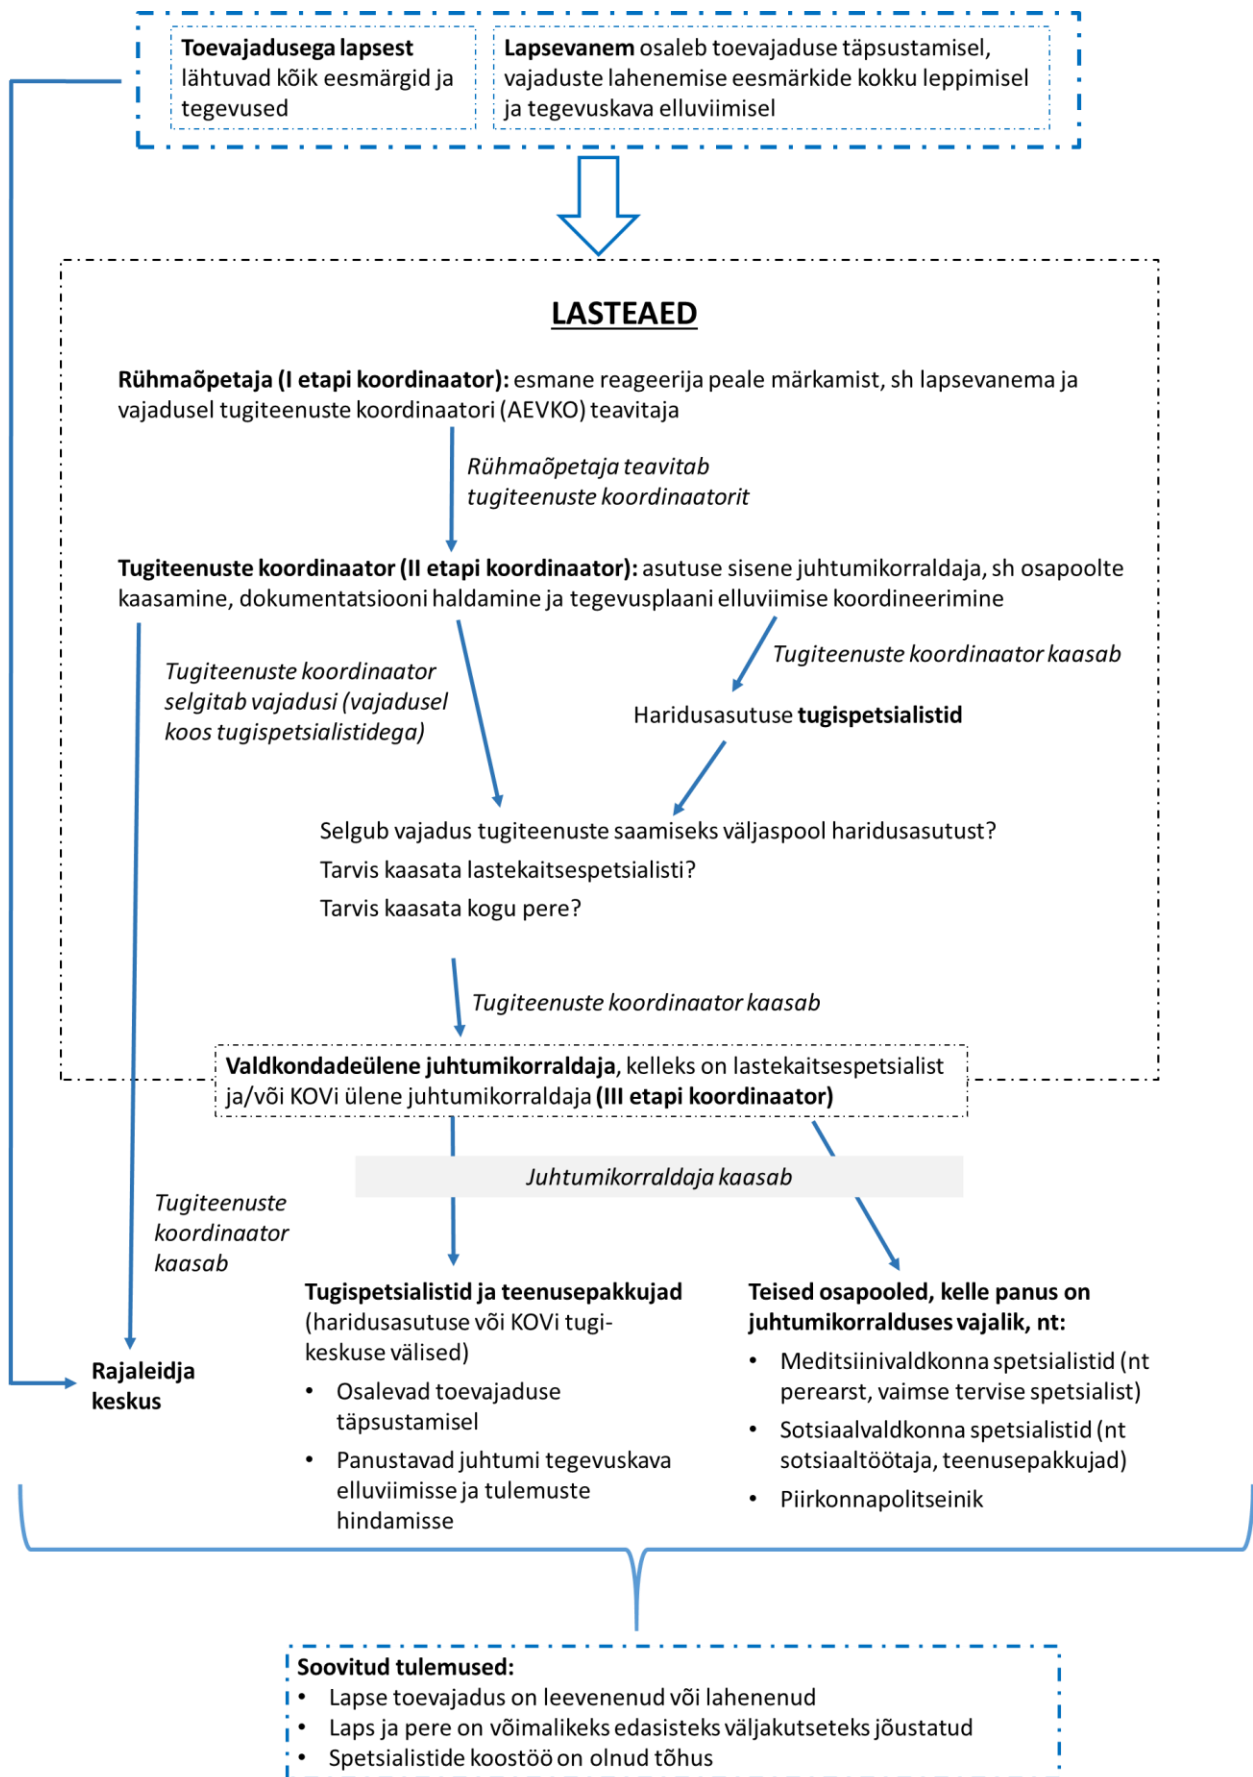 Toevajadusega lapsest
lähtuvad kõik eesmärgid ja
tegevused
Lapsevanem osaleb toevajaduse täpsustamisel,
vajaduste lahenemise eesmärkide kokku leppimisel
ja tegevuskava elluviimisel
LASTEAED
Rühmaõpetaja (I etapi koordinaator): esmane reageerija peale märkamist, sh lapsevanema ja
vajadusel tugiteenuste koordinaatori (AEVKO) teavitaja
Rühmaõpetaja teavitab
tugiteenuste koordinaatorit
Tugiteenuste koordinaator (II etapi koordinaator): asutuse sisene juhtumikorraldaja, sh osapoolte
kaasamine, dokumentatsiooni haldamine ja tegevusplaani elluviimise koordineerimine
Tugiteenuste koordinaator
selgitab vajadusi (vajadusel
koos tugispetsialistidega)
Tugiteenuste koordinaator kaasab
Haridusasutuse tugispetsialistid
Selgub vajadus tugiteenuste saamiseks väljaspool haridusasutust?
Tarvis kaasata lastekaitsespetsialisti?
Tarvis kaasata kogu pere?
Tugiteenuste koordinaator kaasab
Valdkondadeülene juhtumikorraldaja, kelleks on lastekaitsespetsialist
ja/või KOVi ülene juhtumikorraldaja (III etapi koordinaator)
Juhtumikorraldaja kaasab
Tugiteenuste
koordinaator
kaasab
Rajaleidja
keskus
Tugispetsialistid ja teenusepakkujad
(haridusasutuse või KOVi tugi-
keskuse välised)
• Osalevad toevajaduse
täpsustamisel
• Panustavad juhtumi tegevuskava
elluviimisse ja tulemuste
hindamisse
Teised osapooled, kelle panus on
juhtumikorralduses vajalik, nt:
• Meditsiinivaldkonna spetsialistid (nt
perearst, vaimse tervise spetsialist)
• Sotsiaalvaldkonna spetsialistid (nt
sotsiaaltöötaja, teenusepakkujad)
• Piirkonnapolitseinik
Soovitud tulemused:
• Lapse toevajadus on leevenenud või lahenenud
• Laps ja pere on võimalikeks edasisteks väljakutseteks jõustatud
• Spetsialistide koostöö on olnud tõhus